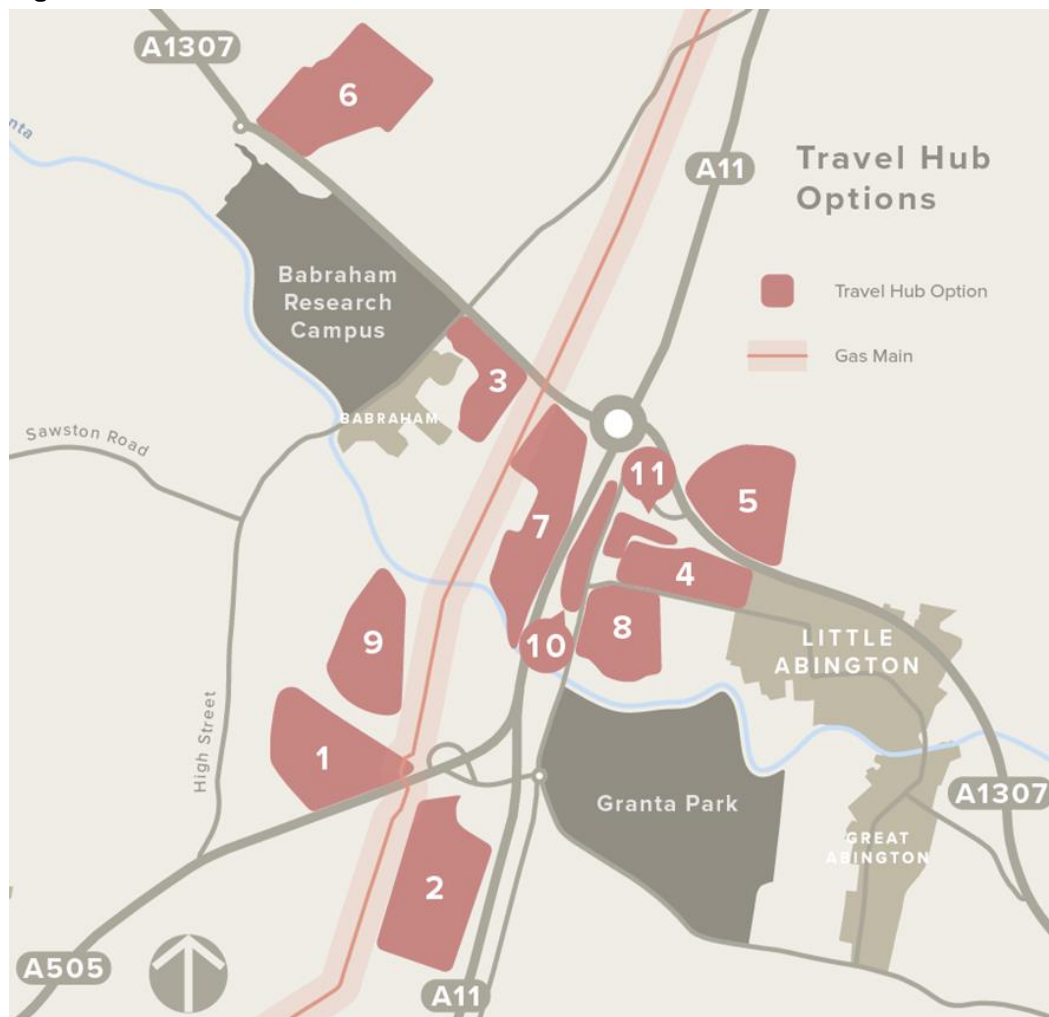 A1307
6
nta
A11
Travel Hub
Options
Travel Hub Option
Gas Main
Babraham
Research
Campus
3
BABRAHAM
Sawston Road
11
5
7
4
8
10
9
LITTLE
ABINGTON
1
High Street
Granta Park
A1307
GREAT
ABINGTON
2
A505
A11